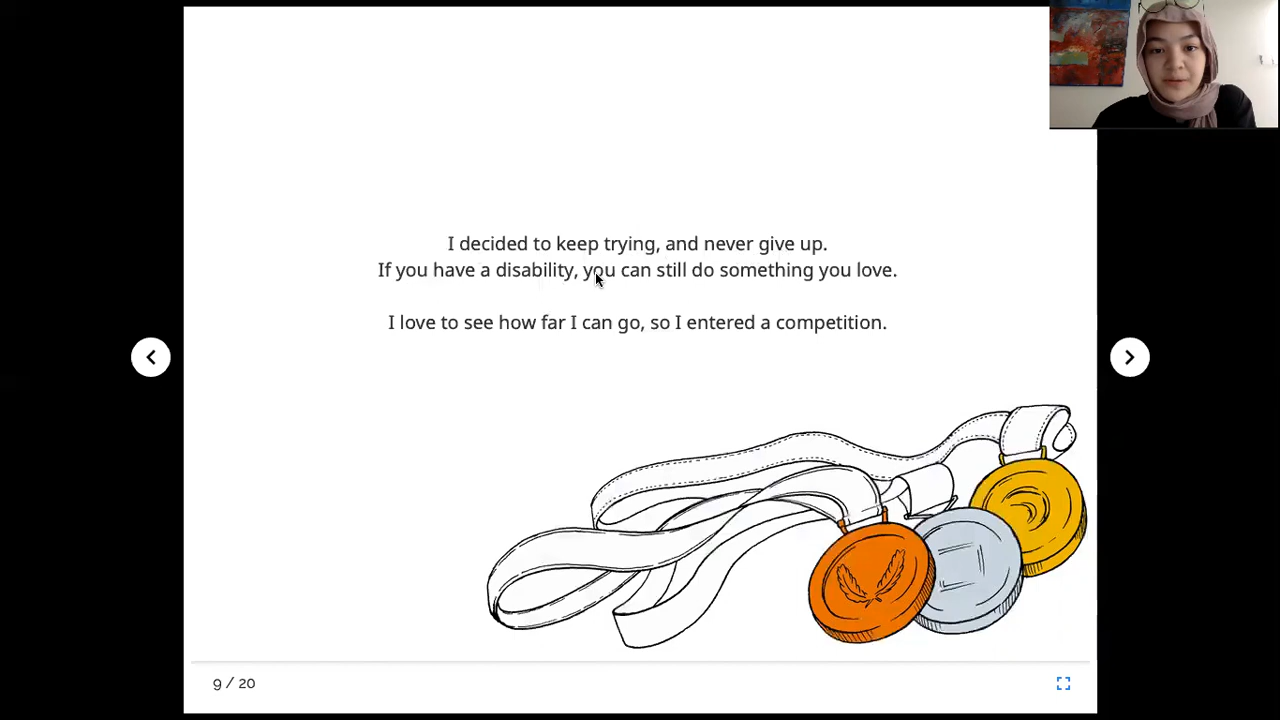 I decided to keep trying, and never give up.
If you have a disability, you can still do something you love.
I love to see how far I can go, so I entered a competition.
9 / 20